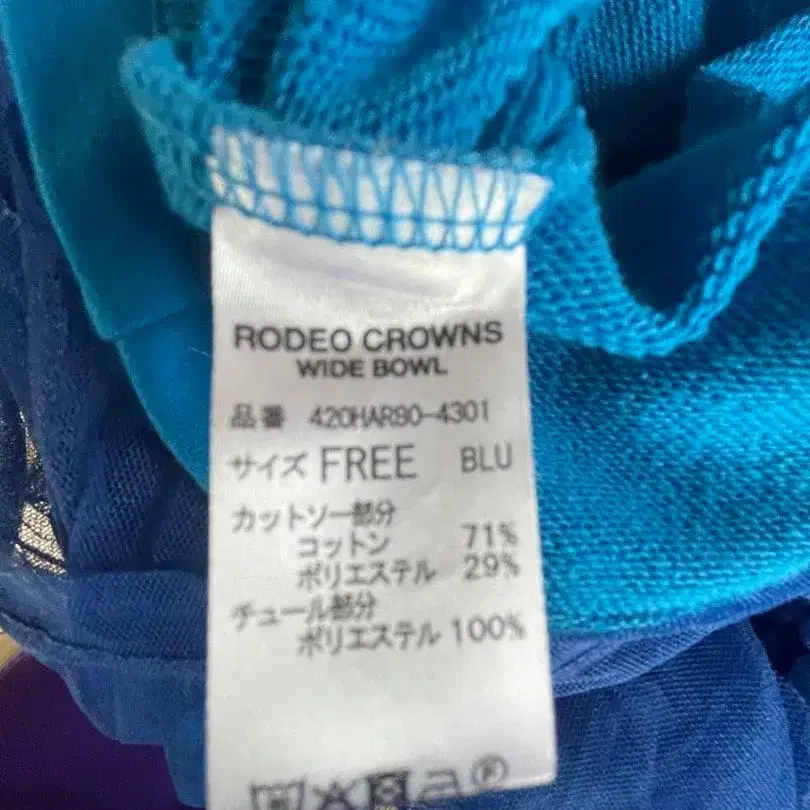 RODEO CROWNS
WIDE BOWL
品番 420HAR90-4301
サイズ FREE BLU
カットソー部分
コットン 71%
ポリエステル 29%
チュール部分
ポリエステル 100%